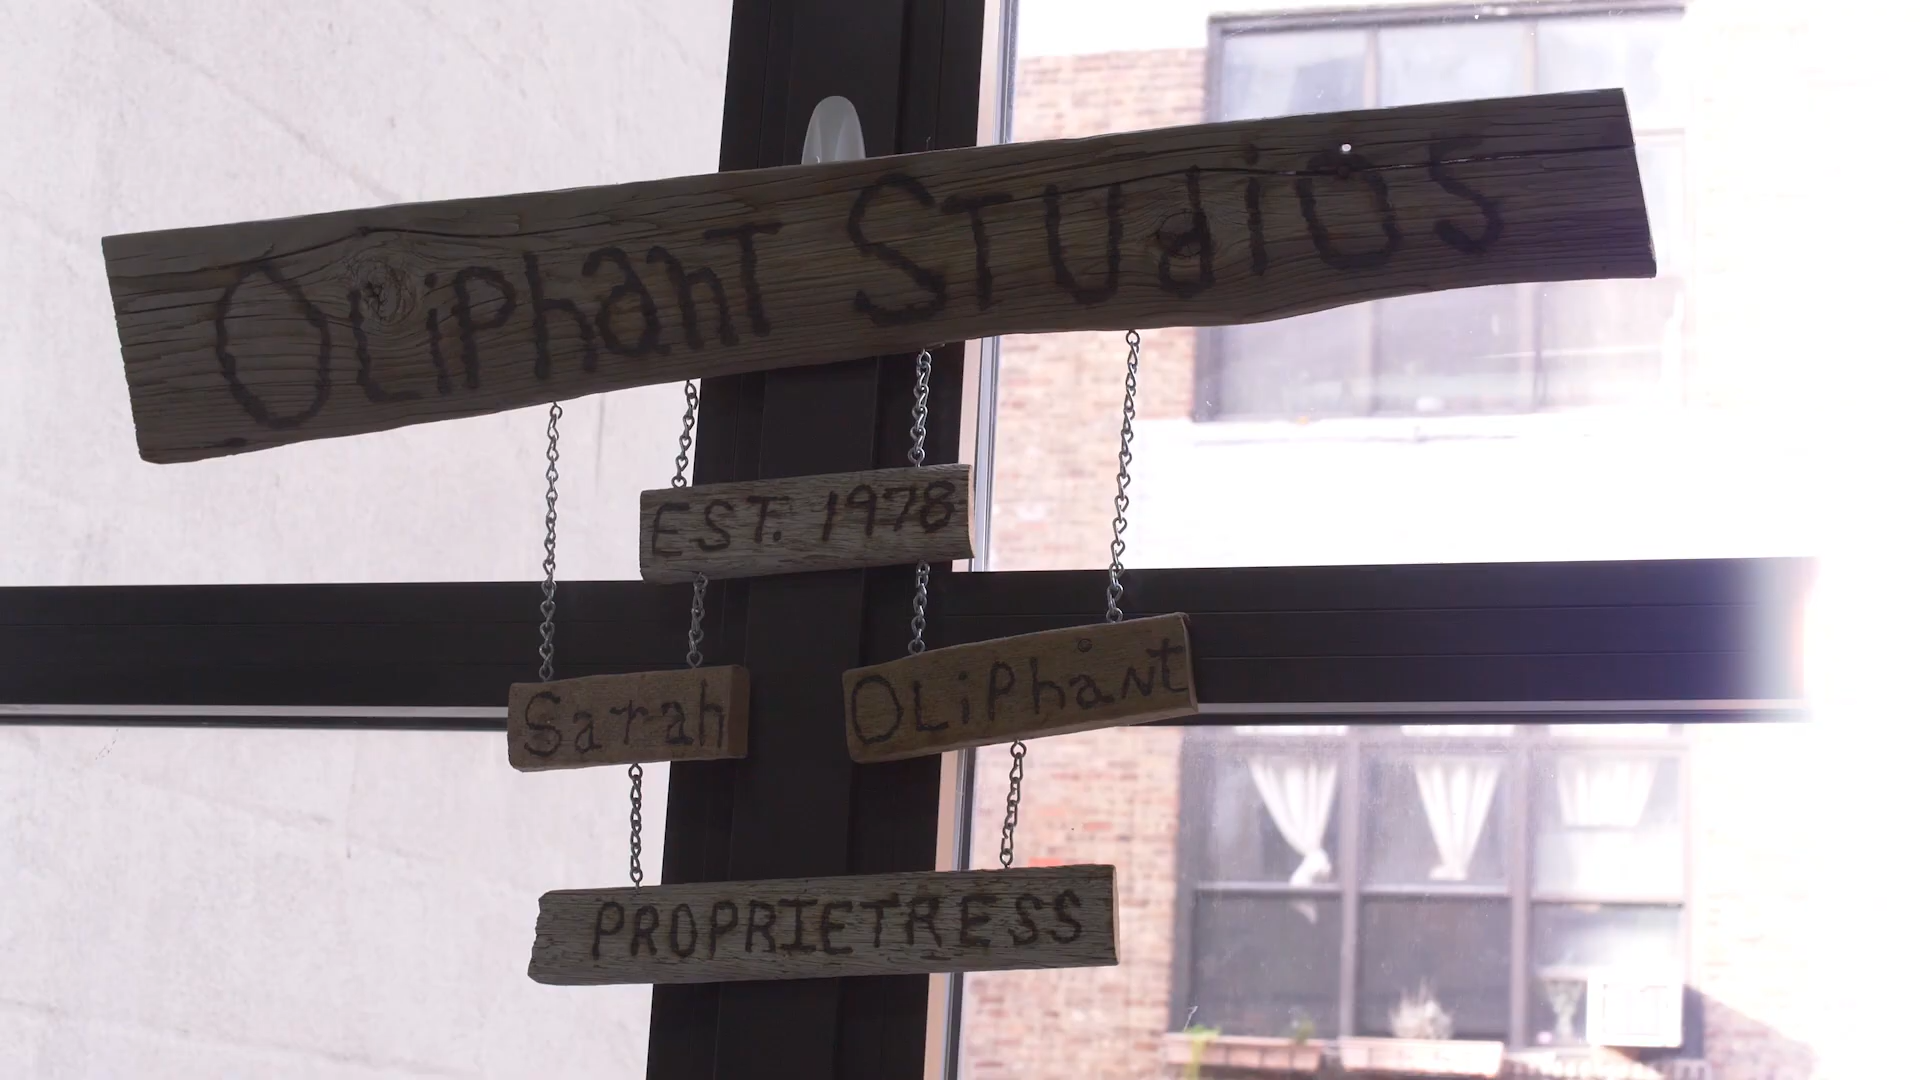 OLiphanT STUdiOS
EST. 1978
Sarah OLiPhaNt
PROPRIETRESS